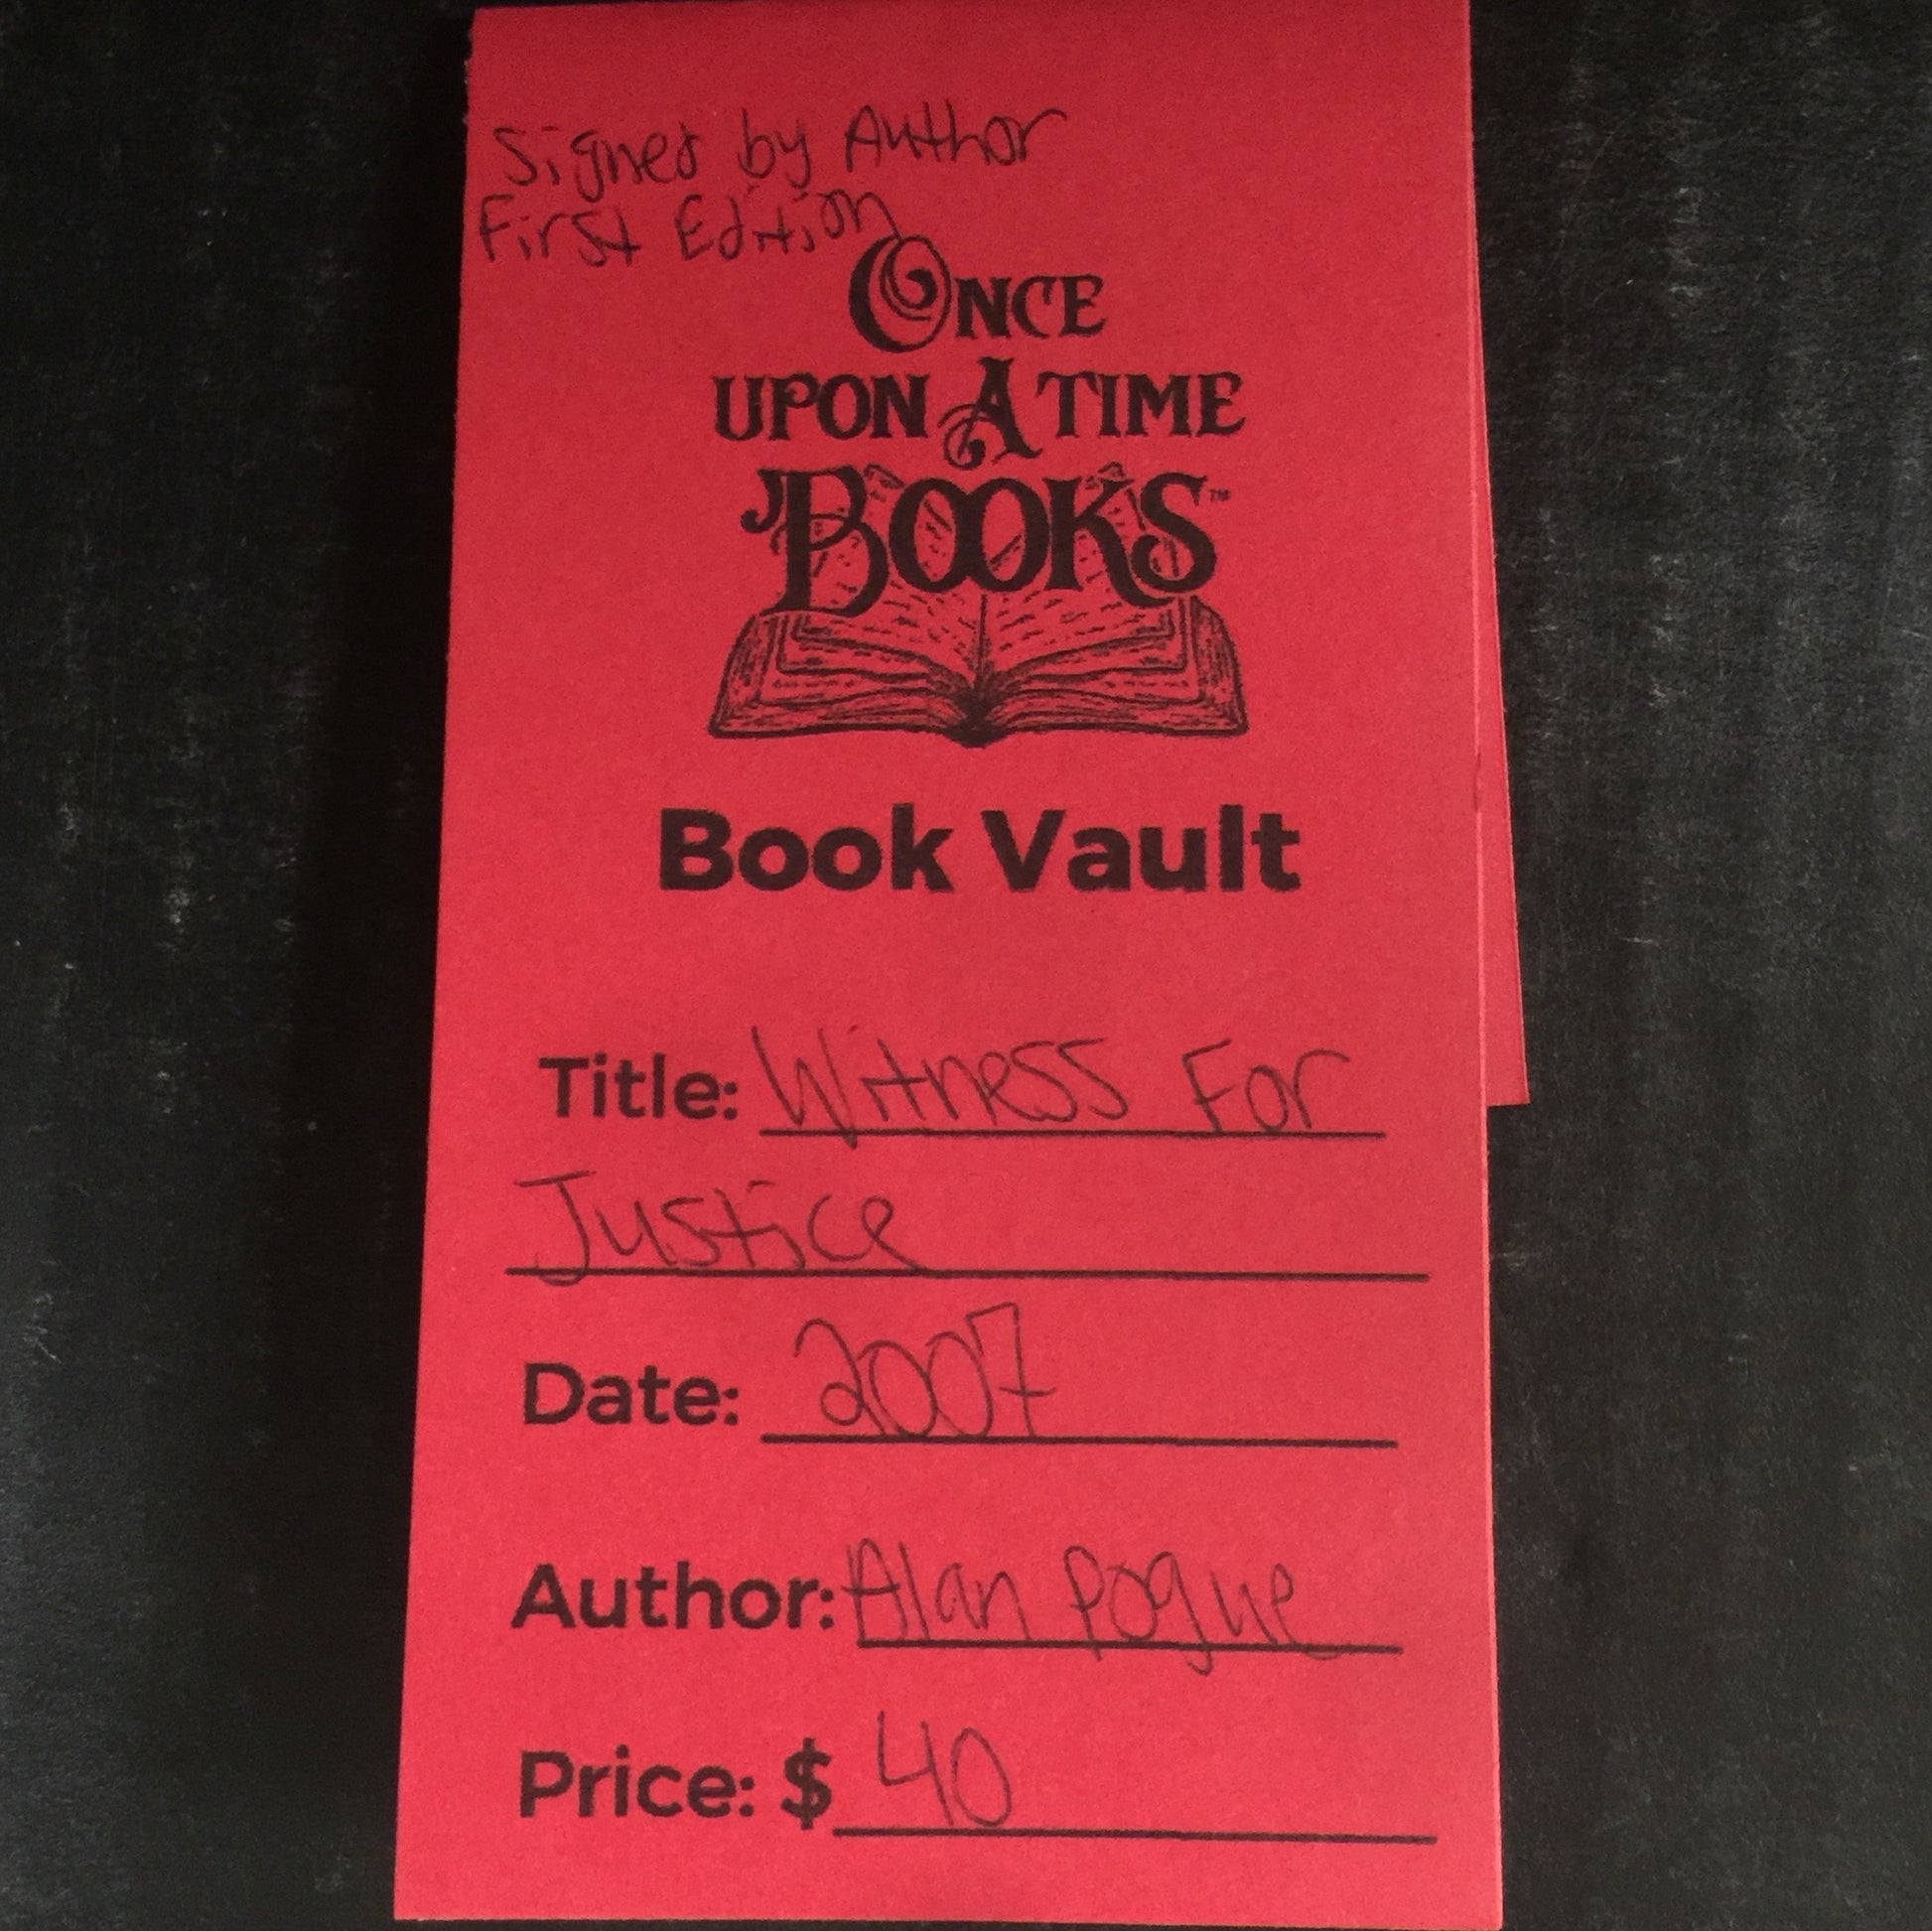 Signed by Author
First Edition
ONCE
UPON A TIME
BOOKS™
Book Vault
Title: Witness For
Justice
Date: 2007
Author: Alan Pogue
Price: $ 40